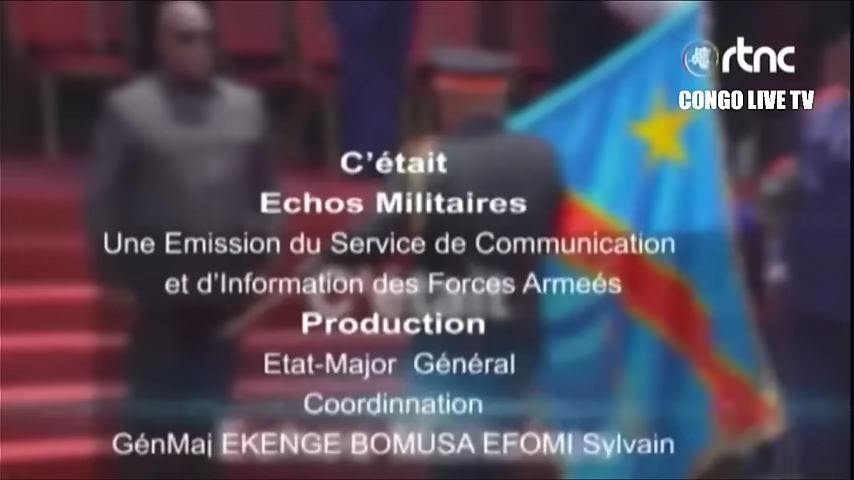 rtnc
CONGO LIVE TV
C'était
Echos Militaires
Une Emission du Service de Communication
et d'Information des Forces Armeés
Production
Etat-Major Général
Coordinnation
GénMaj EKENGE BOMUSA EFOMI Sylvain